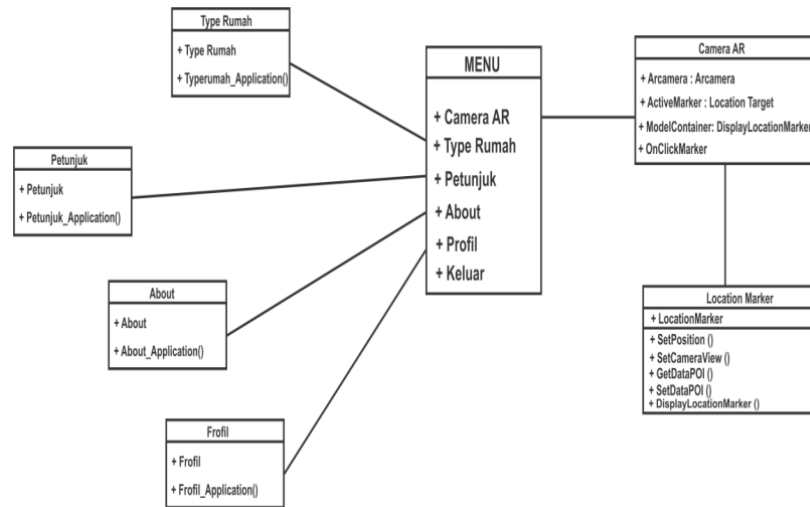 Type Rumah
+ Type Rumah
+ Typerumah_Application()
MENU
+ Camera AR
+ Type Rumah
+ Petunjuk
+ About
+ Profil
+ Keluar
Camera AR
+ Arcamera : Arcamera
+ ActiveMarker : Location Target
+ ModelContainer: DisplayLocationMarker
+ OnClickMarker
Petunjuk
+ Petunjuk
+ Petunjuk_Application()
About
+ About
+ About_Application()
Location Marker
+ LocationMarker
+ SetPosition ()
+ SetCameraView ()
+ GetDataPOI ()
+ SetDataPOI ()
+ DisplayLocationMarker ()
Frofil
+ Frofil
+ Frofil_Application()